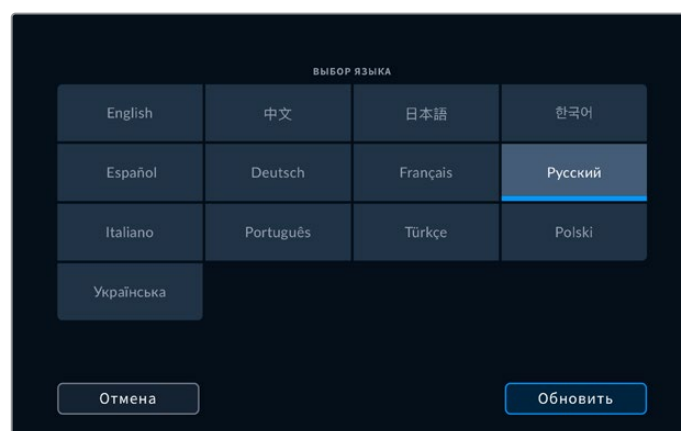 ВЫБОР ЯЗЫКА
English 中文 日本語 한국어
Español Deutsch Français Русский
Italiano Português Türkçe Polski
Українська
Отмена Обновить